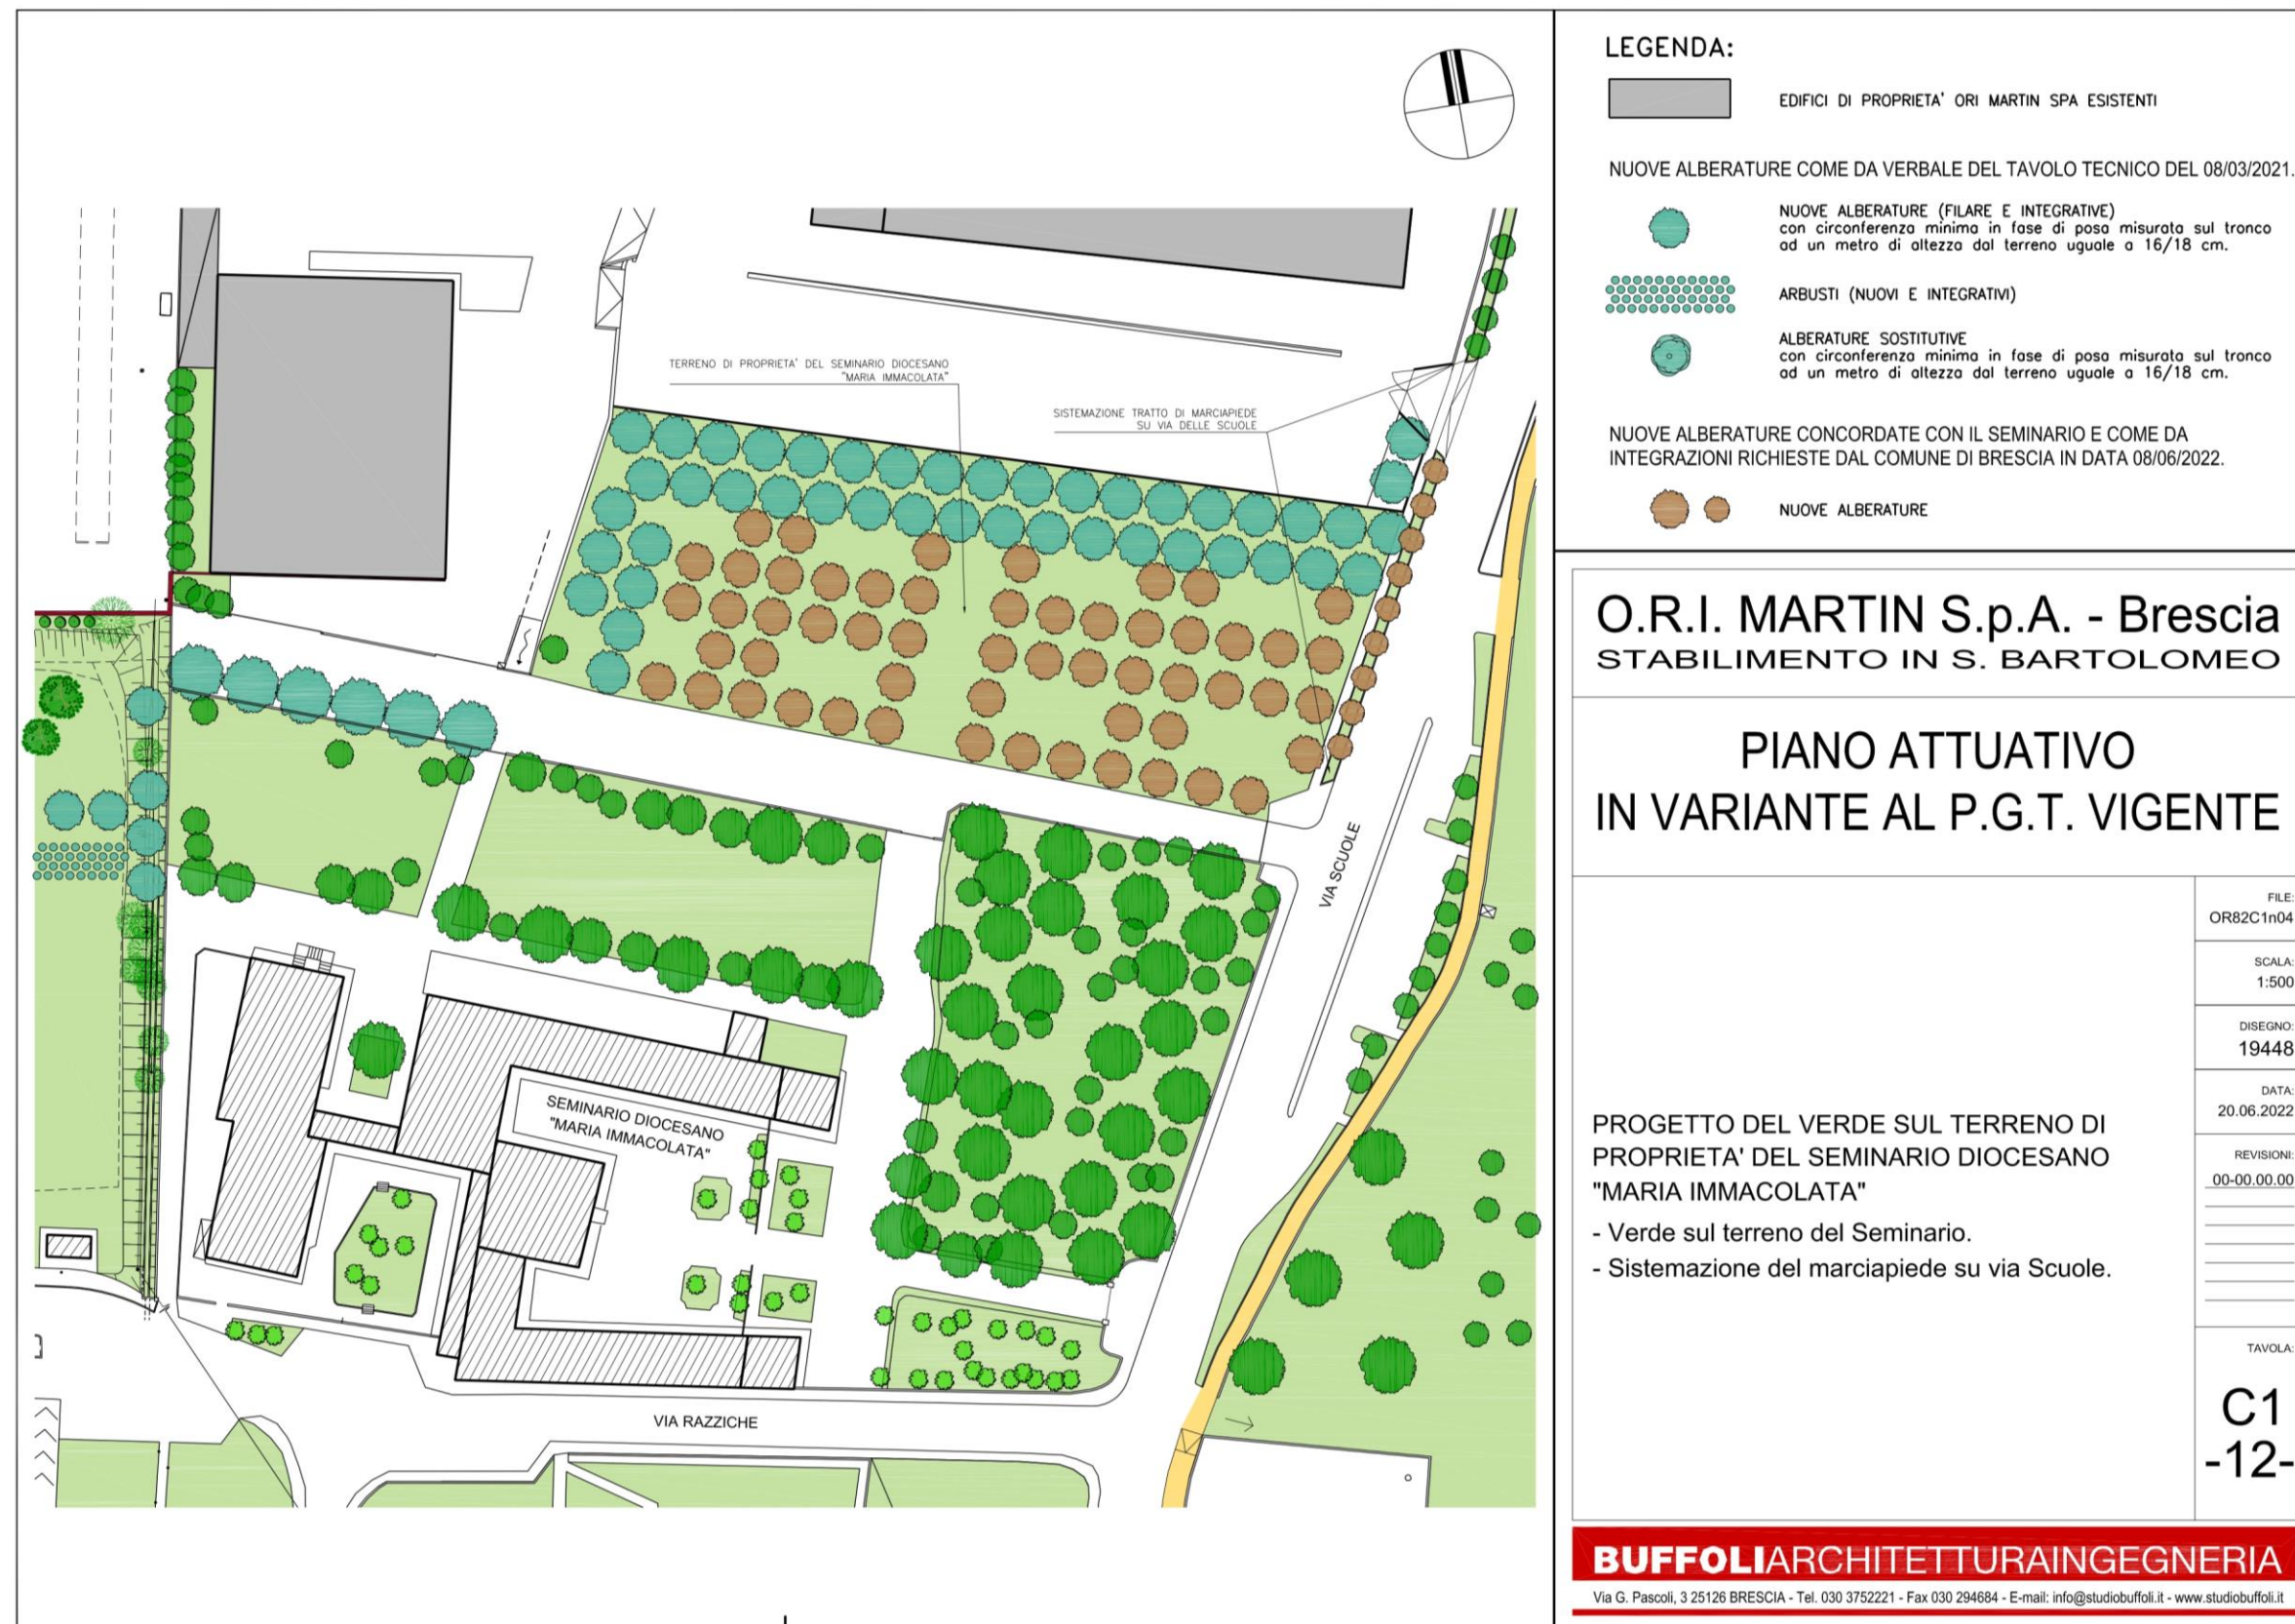 TERRENO DI PROPRIETA' DEL SEMINARIO DIOCESANO
"MARIA IMMACOLATA"
SISTEMAZIONE TRATTO DI MARCIAPIEDE
SU VIA DELLE SCUOLE
VIA SCUOLE
SEMINARIO DIOCESANO
"MARIA IMMACOLATA"
VIA RAZZICHE
LEGENDA:
EDIFICI DI PROPRIETA' ORI MARTIN SPA ESISTENTI
NUOVE ALBERATURE COME DA VERBALE DEL TAVOLO TECNICO DEL 08/03/2021.
NUOVE ALBERATURE (FILARE E INTEGRATIVE)
con circonferenza minima in fase di posa misurata sul tronco
ad un metro di altezza dal terreno uguale a 16/18 cm.
ARBUSTI (NUOVI E INTEGRATIVI)
ALBERATURE SOSTITUTIVE
con circonferenza minima in fase di posa misurata sul tronco
ad un metro di altezza dal terreno uguale a 16/18 cm.
NUOVE ALBERATURE CONCORDATE CON IL SEMINARIO E COME DA
INTEGRAZIONI RICHIESTE DAL COMUNE DI BRESCIA IN DATA 08/06/2022.
NUOVE ALBERATURE
O.R.I. MARTIN S.p.A. - Brescia
STABILIMENTO IN S. BARTOLOMEO
PIANO ATTUATIVO
IN VARIANTE AL P.G.T. VIGENTE
PROGETTO DEL VERDE SUL TERRENO DI
PROPRIETA' DEL SEMINARIO DIOCESANO
"MARIA IMMACOLATA"
- Verde sul terreno del Seminario.
- Sistemazione del marciapiede su via Scuole.
FILE:
OR82C1n04
SCALA:
1:500
DISEGNO:
19448
DATA:
20.06.2022
REVISIONI:
00-00.00.00
TAVOLA:
C1
-12-
BUFFOLIARCHITETTURAINGEGNERIA
Via G. Pascoli, 3 25126 BRESCIA - Tel. 030 3752221 - Fax 030 294684 - E-mail: info@studiobuffoli.it - www.studiobuffoli.it